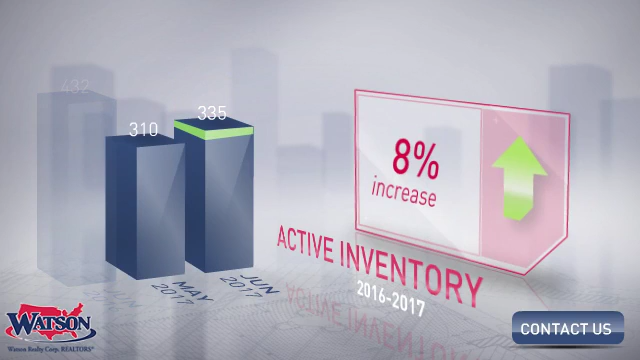 432
310
335
8%
increase
MAY
2017
JUN
2017
ACTIVE INVENTORY
2016-2017
WATSON
Watson Realty Corp., REALTORS®
CONTACT US